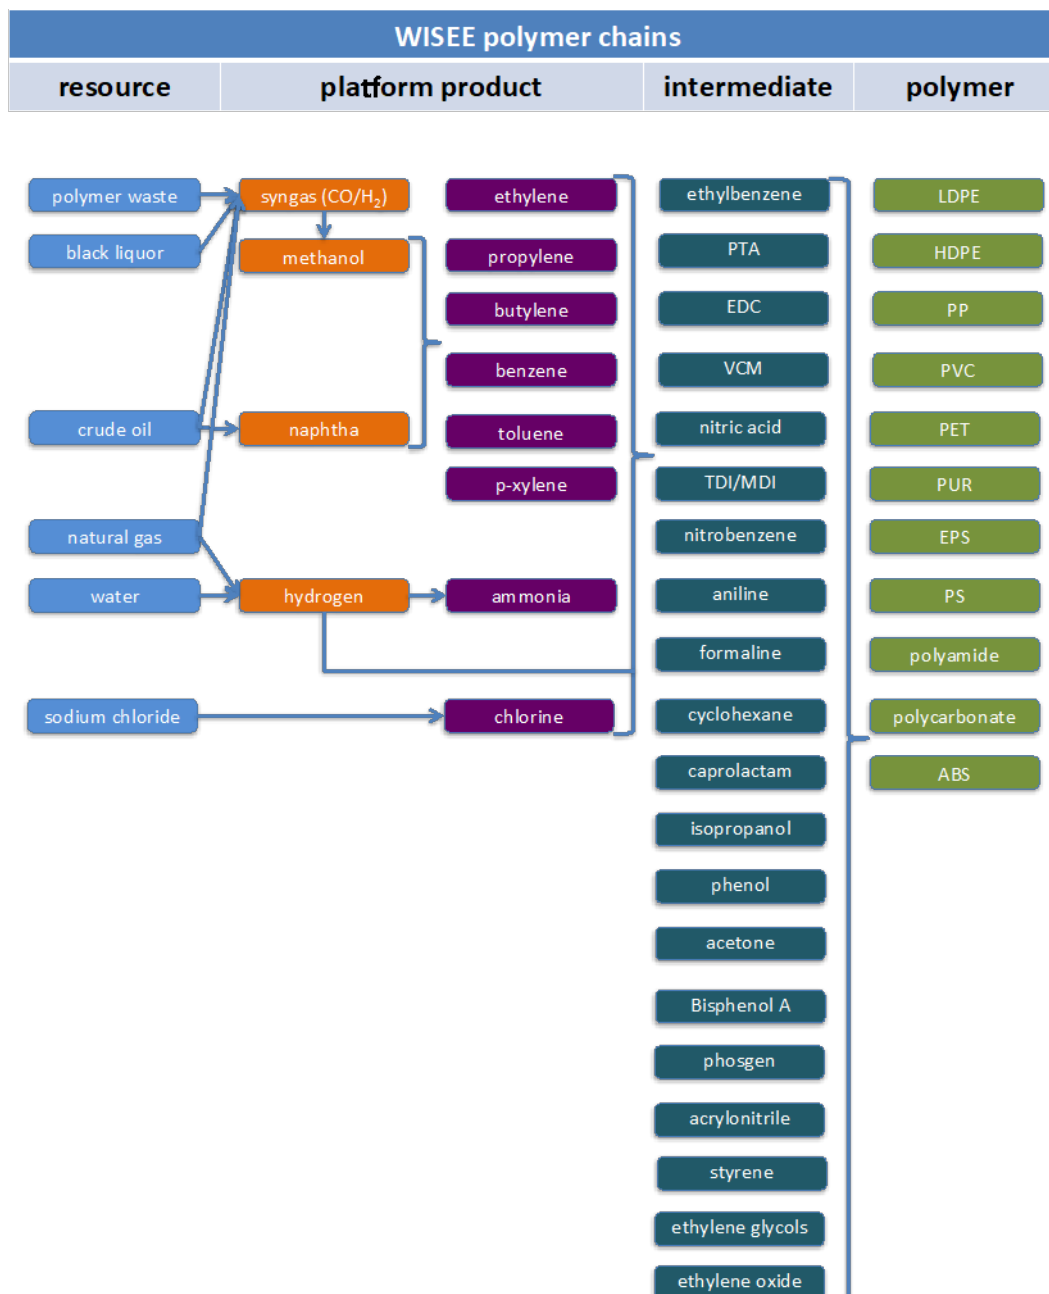 WISEE polymer chains
resource
platform product
intermediate
polymer
polymer waste
syngas (CO/H₂)
ethylene
ethylbenzene
LDPE
black liquor
methanol
propylene
PTA
HDPE
butylene
EDC
PP
benzene
VCM
PVC
crude oil
naphtha
toluene
nitric acid
PET
p-xylene
TDI/MDI
PUR
natural gas
nitrobenzene
EPS
water
hydrogen
ammonia
aniline
PS
formaline
polyamide
sodium chloride
chlorine
cyclohexane
polycarbonate
caprolactam
ABS
isopropanol
phenol
acetone
Bisphenol A
phosgen
acrylonitrile
styrene
ethylene glycols
ethylene oxide